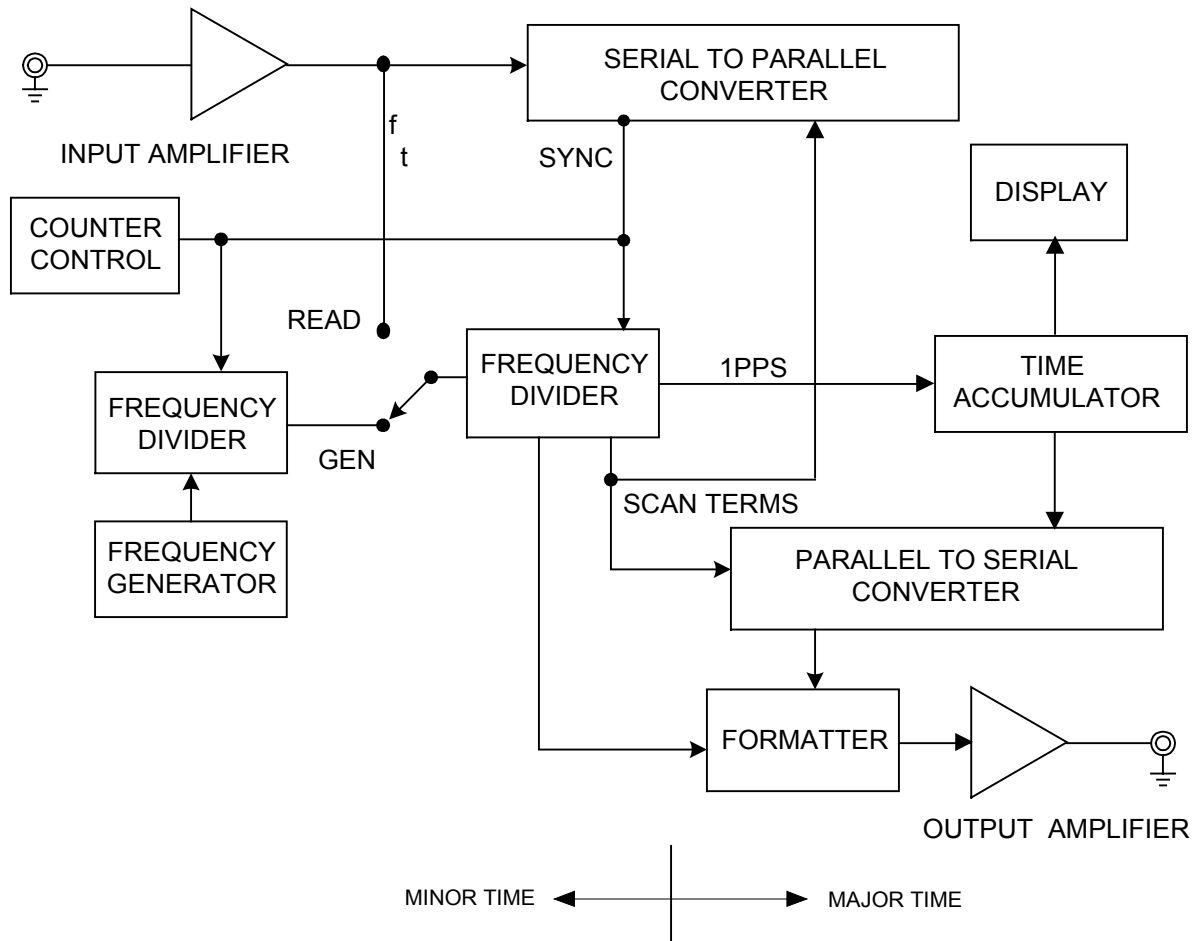 SERIAL TO PARALLEL
CONVERTER
f
t
INPUT AMPLIFIER
SYNC
DISPLAY
COUNTER
CONTROL
READ
FREQUENCY
DIVIDER
1PPS
TIME
ACCUMULATOR
FREQUENCY
DIVIDER
GEN
SCAN TERMS
FREQUENCY
GENERATOR
PARALLEL TO SERIAL
CONVERTER
FORMATTER
OUTPUT AMPLIFIER
MINOR TIME
MAJOR TIME